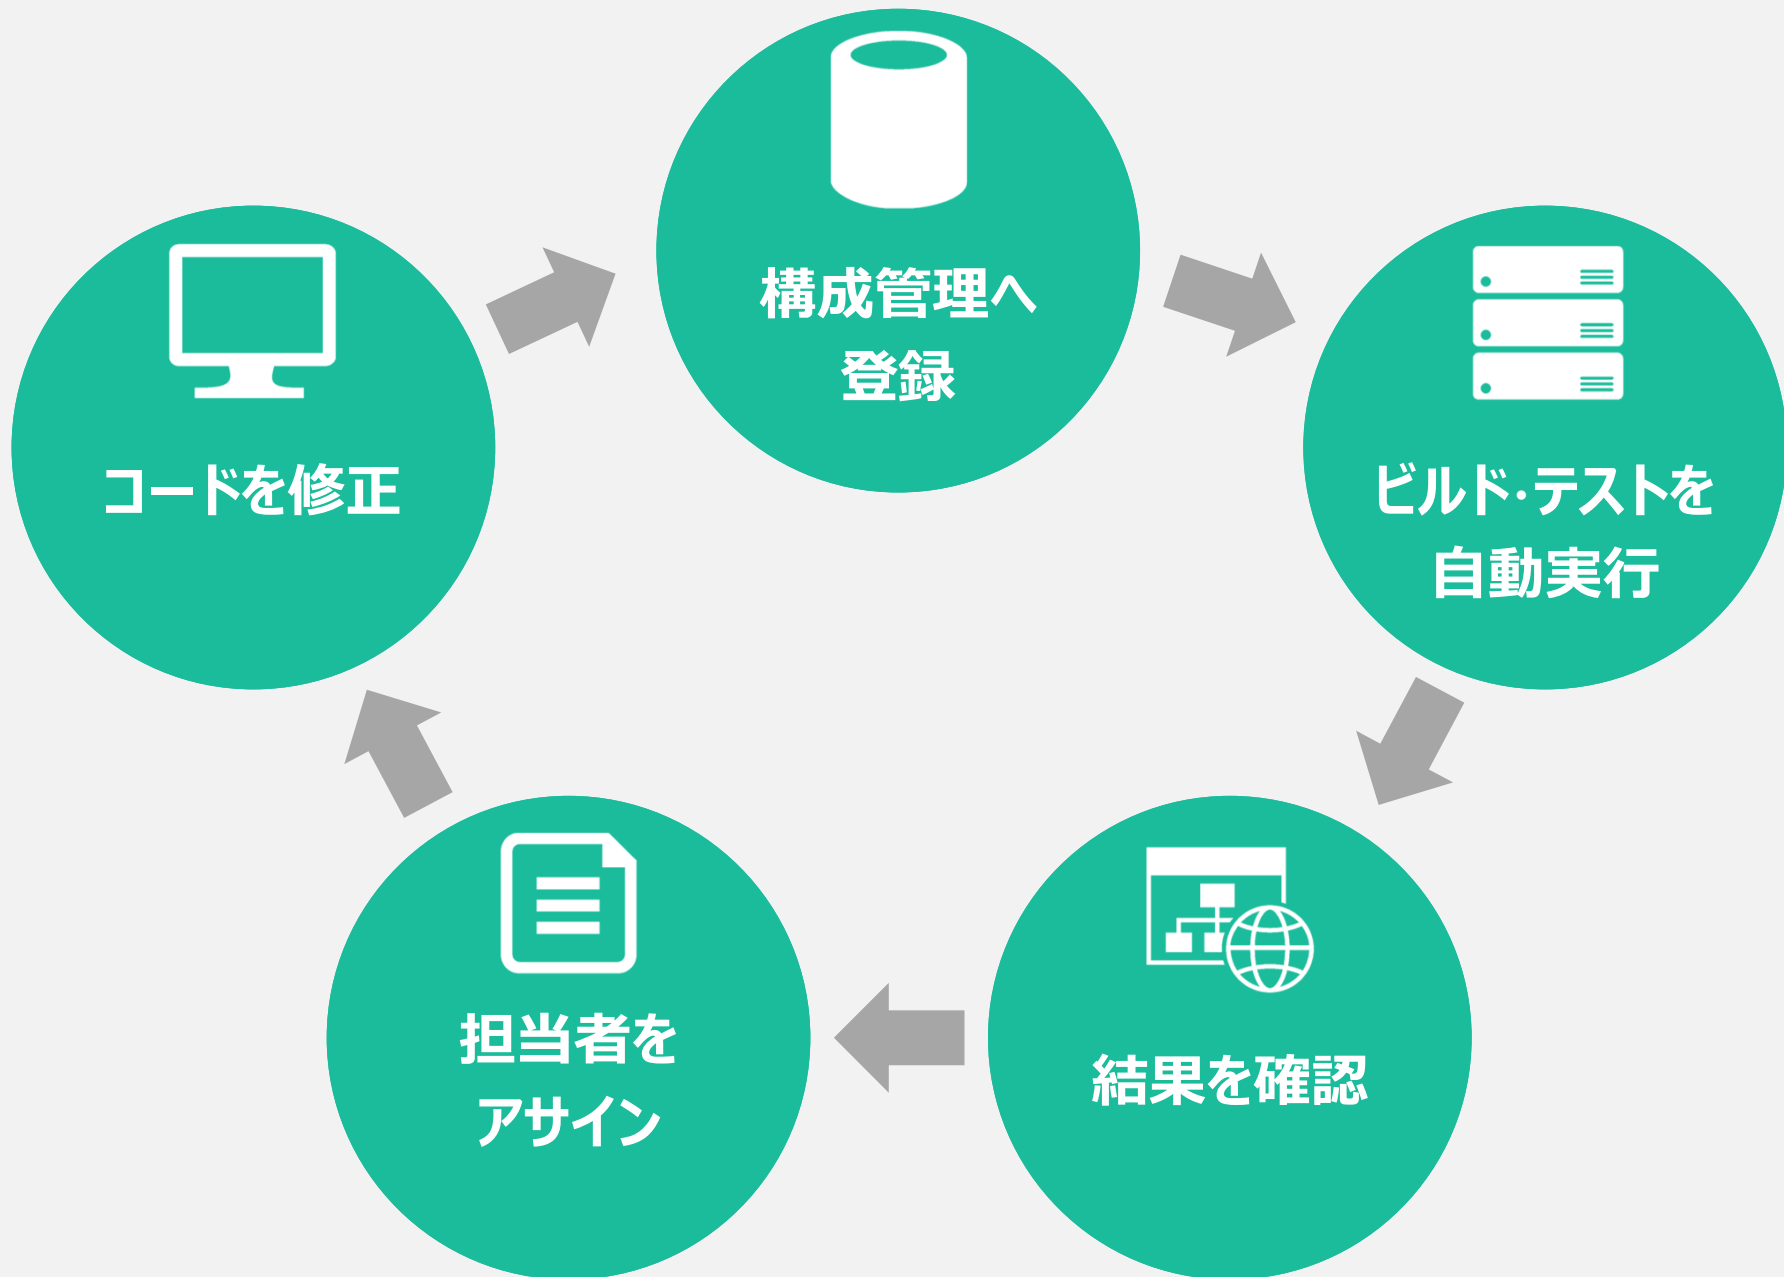 構成管理へ
登録
コードを修正
ビルド・テストを
自動実行
担当者を
アサイン
結果を確認